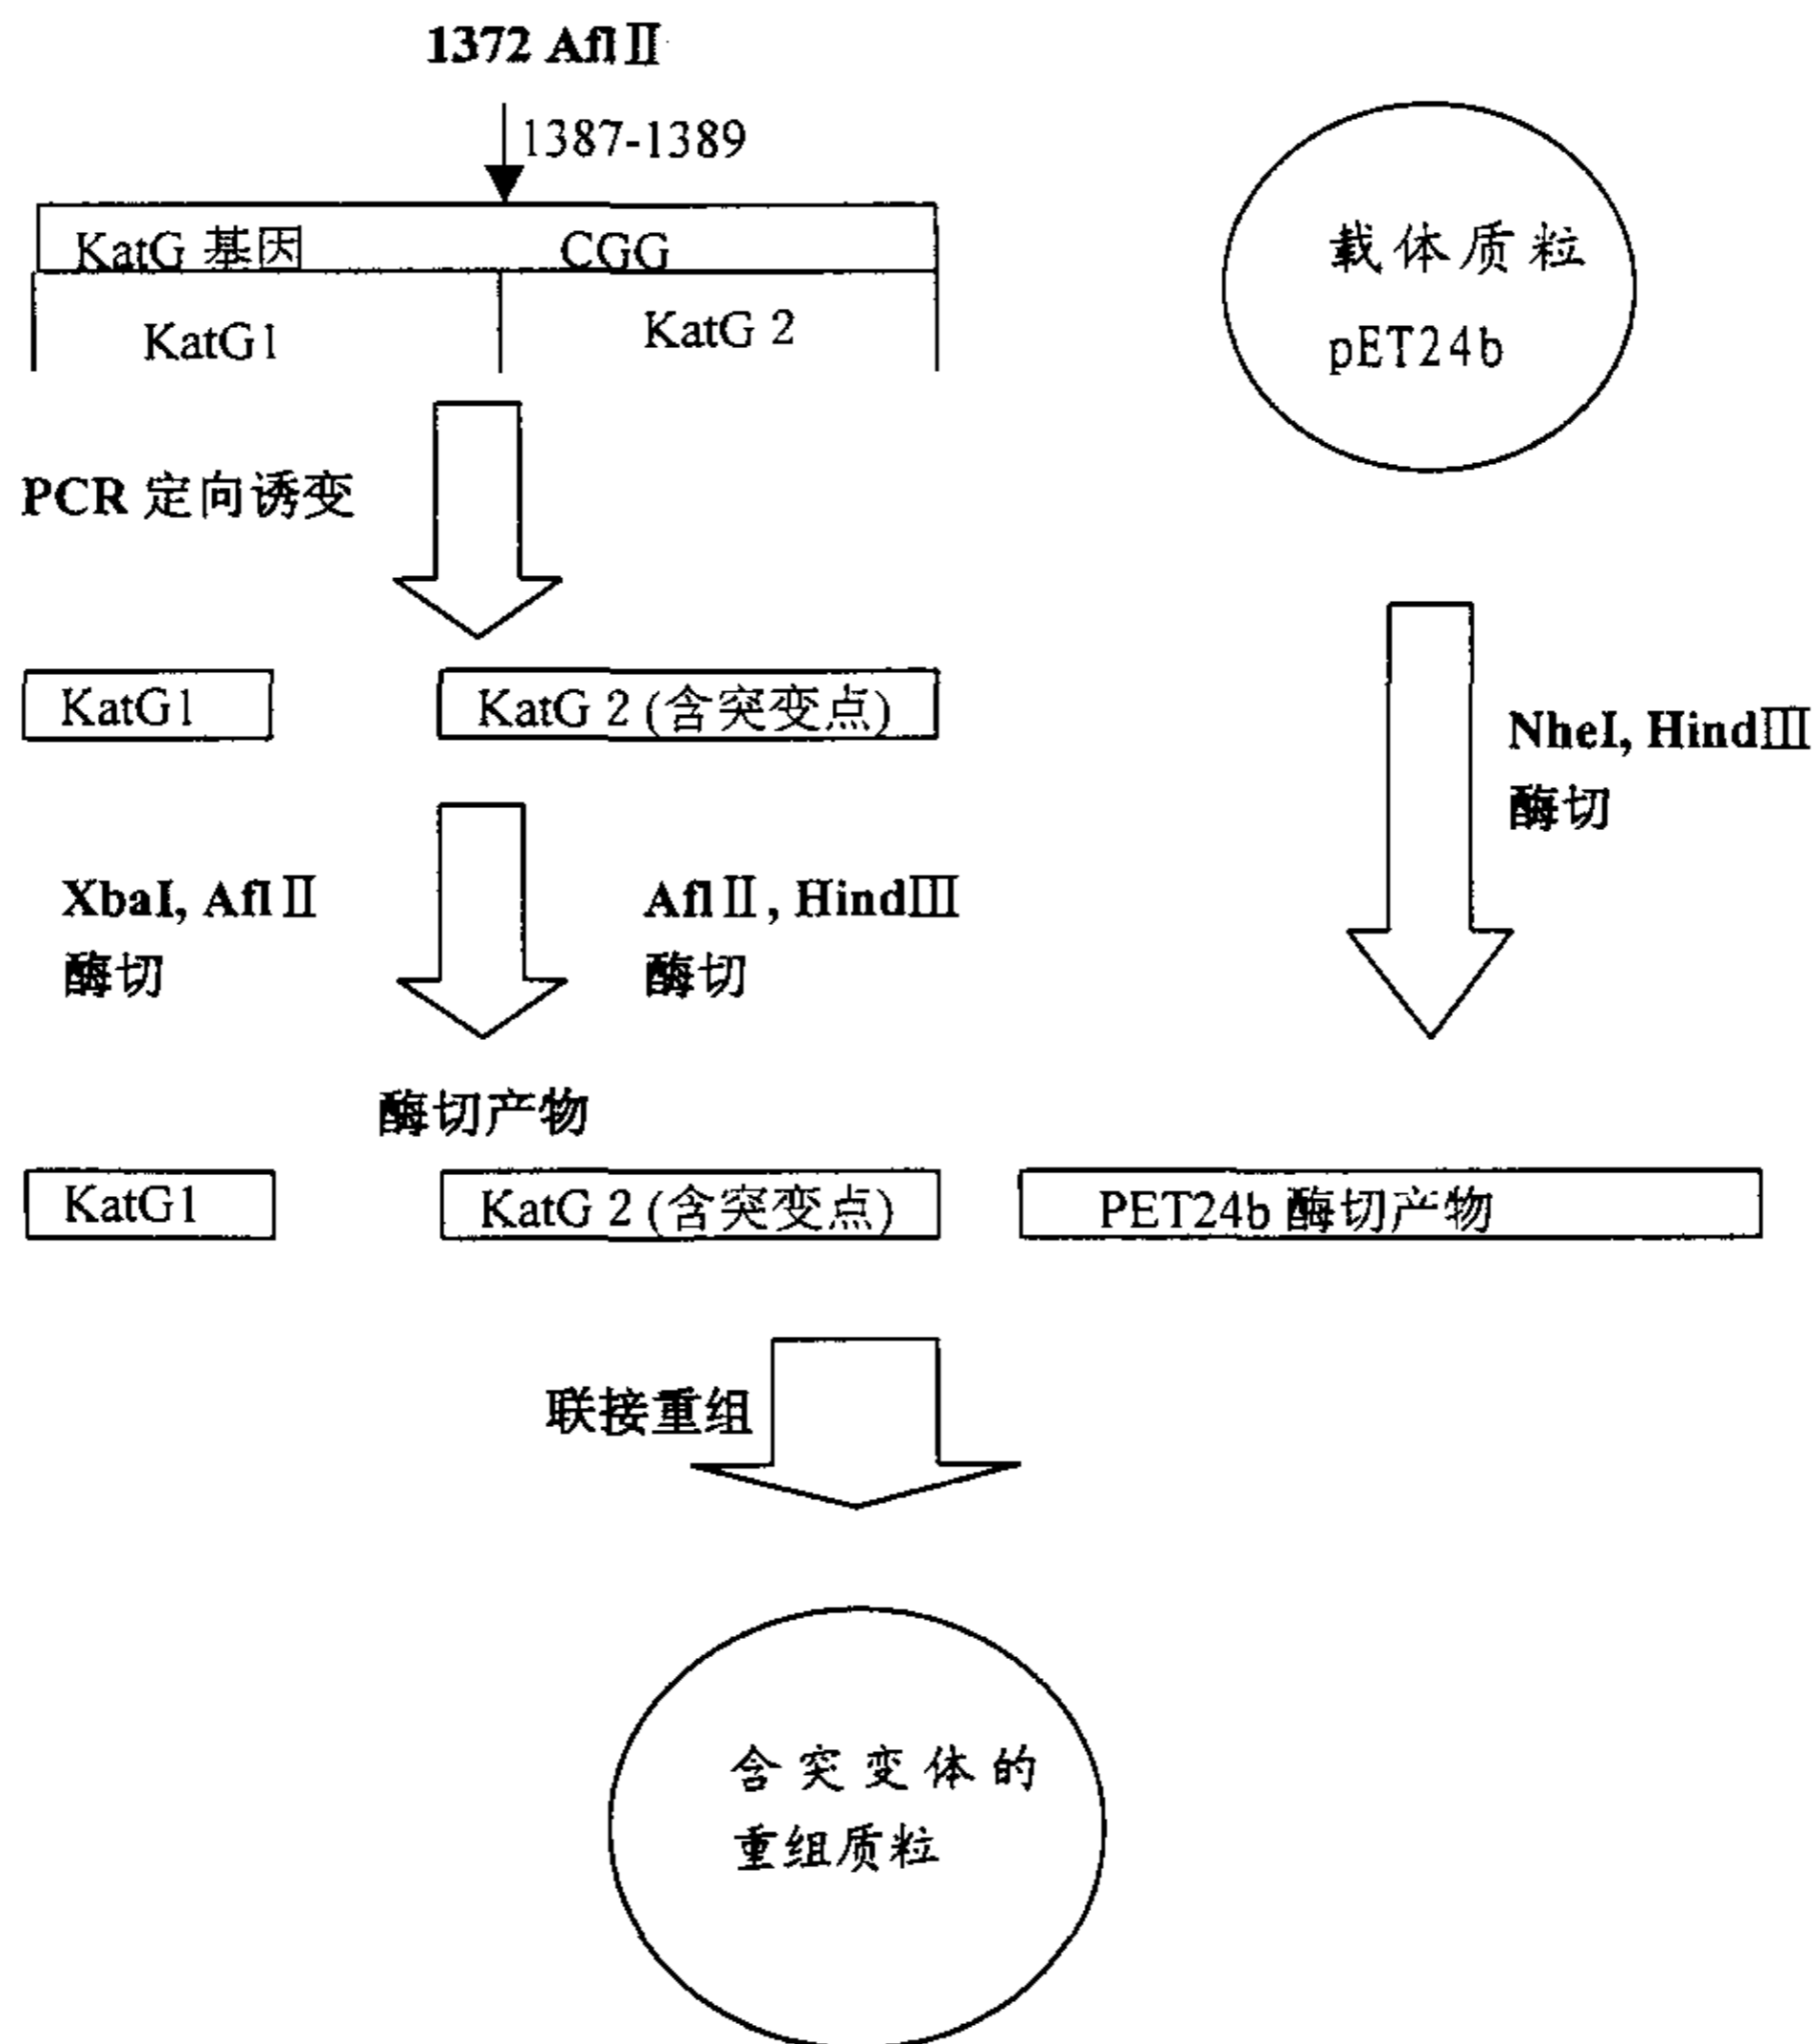 1372 AflⅡ
1387-1389
KatG 基因
CGG
KatG1
KatG 2
载体质粒
pET24b
PCR 定向诱变
KatG1
KatG 2 (含突变点)
NheI, HindⅢ
酶切
XbaI, AflⅡ
酶切
AflⅡ, HindⅢ
酶切
酶切产物
KatG1
KatG 2 (含突变点)
PET24b 酶切产物
联接重组
含突变体的
重组质粒